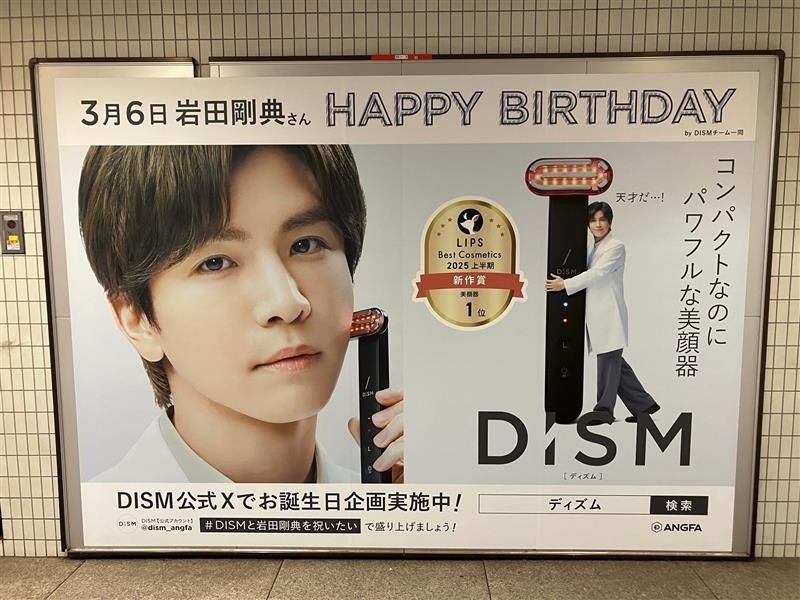 3月6日 岩田剛典さん HAPPY BIRTHDAY
by DISMチーム一同
LIPS
Best Cosmetics
2025 上半期
新作賞
美顔器
1位
天才だ…!
コンパクトなのに
パワフルな美顔器
DISM
DISM
DISM
[ディズム]
DISM公式Xでお誕生日企画実施中!
DISM
DISM【公式アカウント】
@dism_angfa
#DISMと岩田剛典を祝いたい で盛り上げましょう!
ディズム 検索
ANGFA